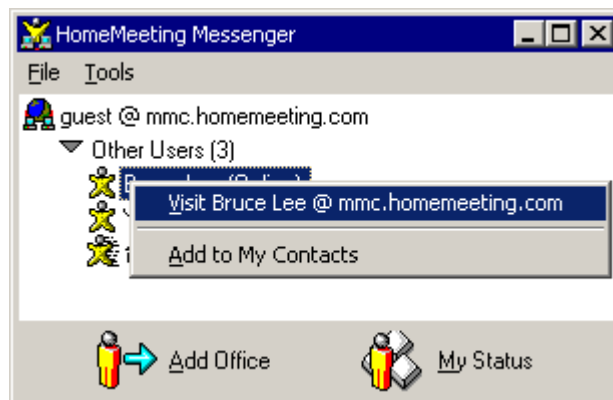 HomeMeeting Messenger
File Tools
guest @ mmc.homemeeting.com
Other Users (3)
Visit Bruce Lee @ mmc.homemeeting.com
Add to My Contacts
Add Office My Status